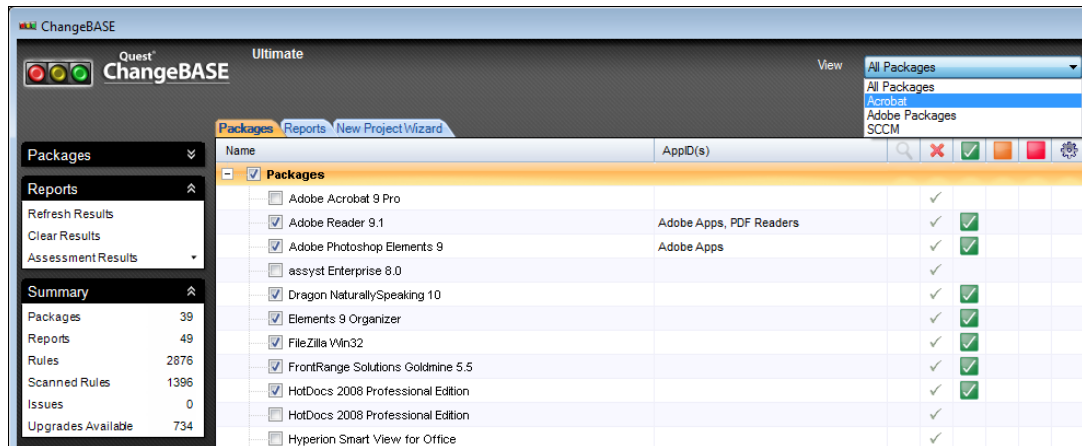 ChangeBASE
Quest®
ChangeBASE
Ultimate
View
All Packages
All Packages
Acrobat
Adobe Packages
SCCM
Packages Reports New Project Wizard
Name AppID(s)
Packages
Adobe Acrobat 9 Pro
Adobe Reader 9.1 Adobe Apps, PDF Readers
Adobe Photoshop Elements 9 Adobe Apps
assyst Enterprise 8.0
Dragon NaturallySpeaking 10
Elements 9 Organizer
FileZilla Win32
FrontRange Solutions Goldmine 5.5
HotDocs 2008 Professional Edition
HotDocs 2008 Professional Edition
Hyperion Smart View for Office
Packages
Reports
Refresh Results
Clear Results
Assessment Results
Summary
Packages 39
Reports 49
Rules 2876
Scanned Rules 1396
Issues 0
Upgrades Available 734